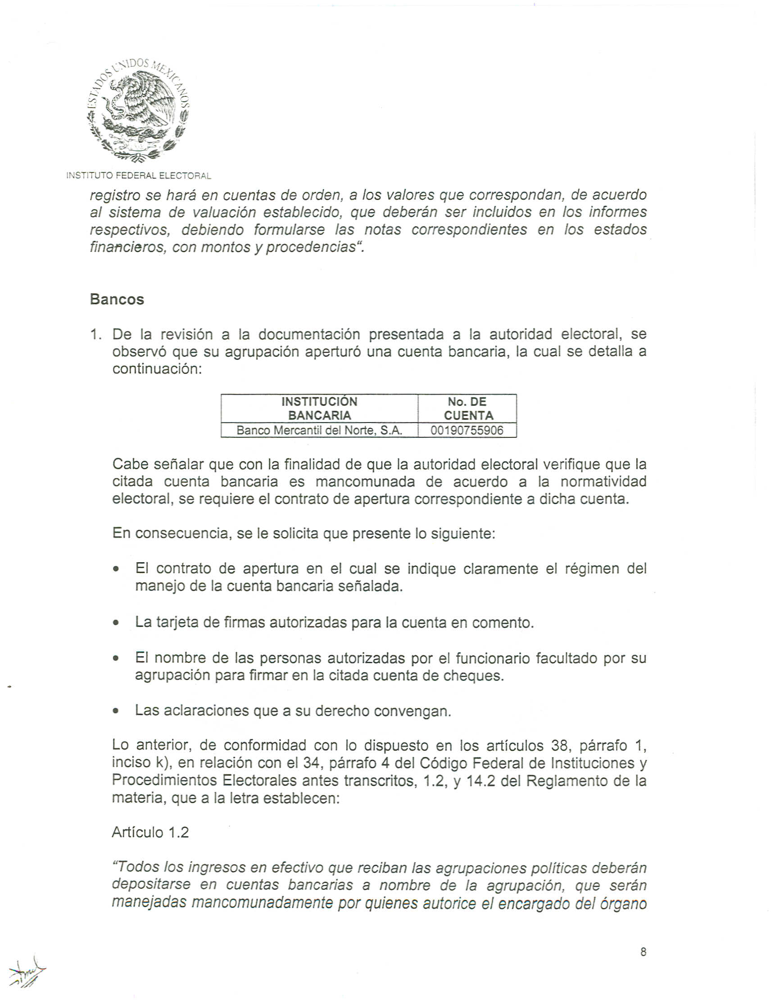 ESTADOS UNIDOS MEXICANOS
INSTITUTO FEDERAL ELECTORAL
registro se hará en cuentas de orden, a los valores que correspondan, de acuerdo
al sistema de valuación establecido, que deberán ser incluidos en los informes
respectivos, debiendo formularse las notas correspondientes en los estados
financieros, con montos y procedencias“.
Bancos
1. De la revisión a la documentación presentada a la autoridad electoral, se
observó que su agrupación aperturó una cuenta bancaria, la cual se detalla a
continuación:
INSTITUCIÓN No. DE
BANCARIA CUENTA
Banco Mercantil del Norte, S.A. 00190755906
Cabe señalar que con la finalidad de que la autoridad electoral verifique que la
citada cuenta bancaria es mancomunada de acuerdo a la normatividad
electoral, se requiere el contrato de apertura correspondiente a dicha cuenta.
En consecuencia, se le solicita que presente lo siguiente:
• El contrato de apertura en el cual se indique claramente el régimen del
manejo de la cuenta bancaria señalada.
• La tarjeta de firmas autorizadas para la cuenta en comento.
• El nombre de las personas autorizadas por el funcionario facultado por su
agrupación para firmar en la citada cuenta de cheques.
• Las aclaraciones que a su derecho convengan.
Lo anterior, de conformidad con lo dispuesto en los artículos 38, párrafo 1,
inciso k), en relación con el 34, párrafo 4 del Código Federal de Instituciones y
Procedimientos Electorales antes transcritos, 1.2, y 14.2 del Reglamento de la
materia, que a la letra establecen:
Artículo 1.2
“Todos los ingresos en efectivo que reciban las agrupaciones políticas deberán
depositarse en cuentas bancarias a nombre de la agrupación, que serán
manejadas mancomunadamente por quienes autorice el encargado del órgano
8